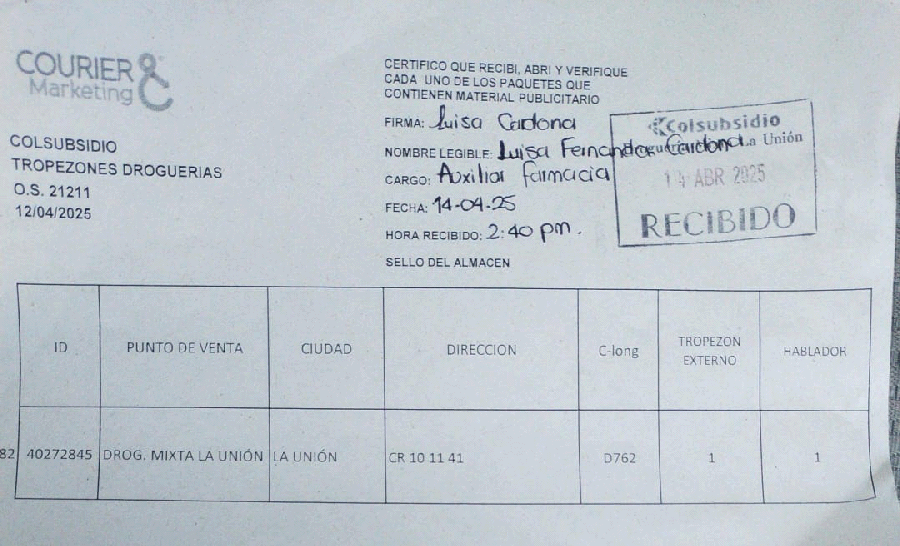 COURIER
Marketing
COLSUBSIDIO
TROPEZONES DROGUERIAS
O.S. 21211
12/04/2025
CERTIFICO QUE RECIBI, ABRI Y VERIFIQUE
CADA UNO DE LOS PAQUETES QUE
CONTIENEN MATERIAL PUBLICITARIO
FIRMA: Luisa Cardona
NOMBRE LEGIBLE: Luisa Fernanda Cardona
CARGO: Auxiliar Farmacia
FECHA: 14-04-25
HORA RECIBIDO: 2:40 pm.
SELLO DEL ALMACEN
Colsubsidio
La Unión
ABR 2025
RECIBIDO
ID PUNTO DE VENTA CIUDAD DIRECCION C-long TROPEZON EXTERNO HABLADOR
82 40272845 DROG. MIXTA LA UNIÓN LA UNIÓN CR 10 11 41 D762 1 1